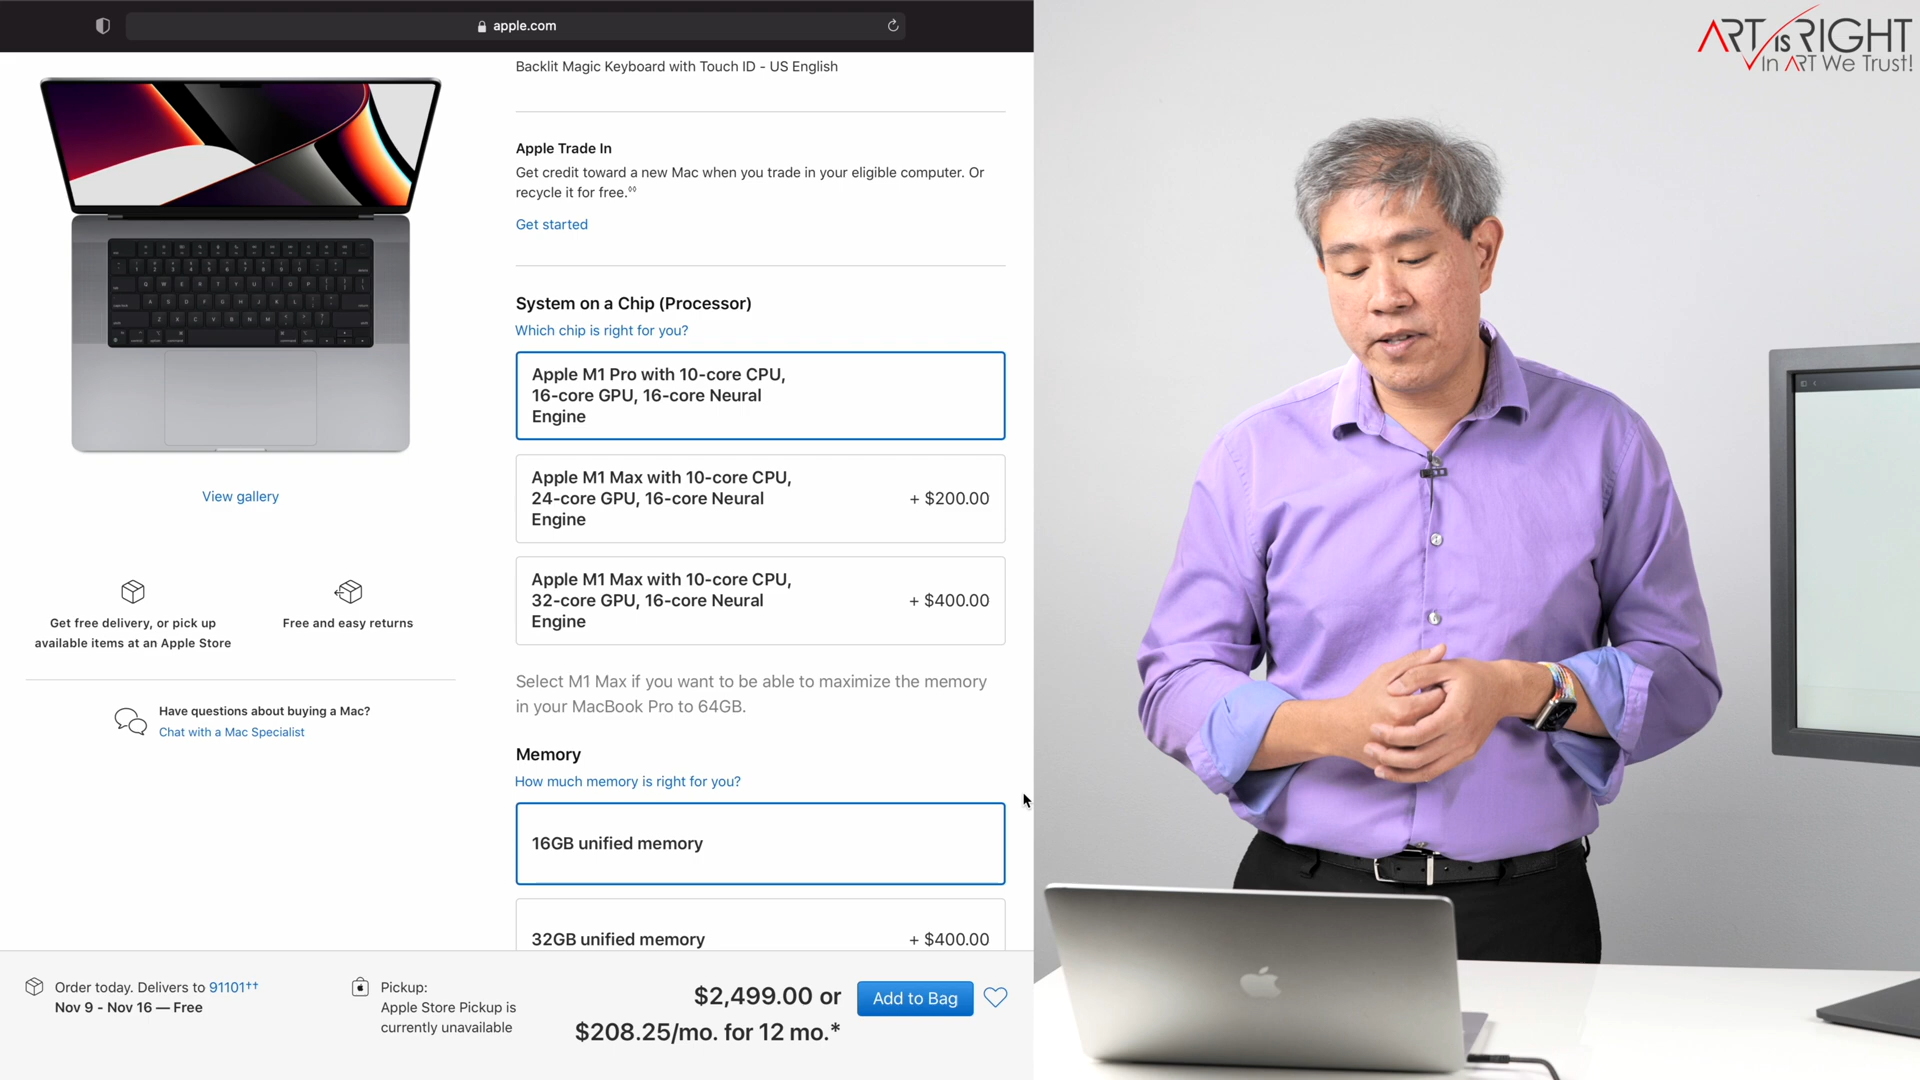 apple.com
Backlit Magic Keyboard with Touch ID - US English
Apple Trade In
Get credit toward a new Mac when you trade in your eligible computer. Or
recycle it for free.◊◊
Get started
System on a Chip (Processor)
Which chip is right for you?
Apple M1 Pro with 10-core CPU,
16-core GPU, 16-core Neural
Engine
Apple M1 Max with 10-core CPU,
24-core GPU, 16-core Neural
Engine
+ $200.00
Apple M1 Max with 10-core CPU,
32-core GPU, 16-core Neural
Engine
+ $400.00
Select M1 Max if you want to be able to maximize the memory
in your MacBook Pro to 64GB.
Memory
How much memory is right for you?
16GB unified memory
32GB unified memory
+ $400.00
View gallery
Get free delivery, or pick up
available items at an Apple Store
Free and easy returns
Have questions about buying a Mac?
Chat with a Mac Specialist
Order today. Delivers to 91101††
Nov 9 - Nov 16 — Free
Pickup:
Apple Store Pickup is
currently unavailable
$2,499.00 or
$208.25/mo. for 12 mo.*
Add to Bag
ART is RIGHT
In ART We Trust!